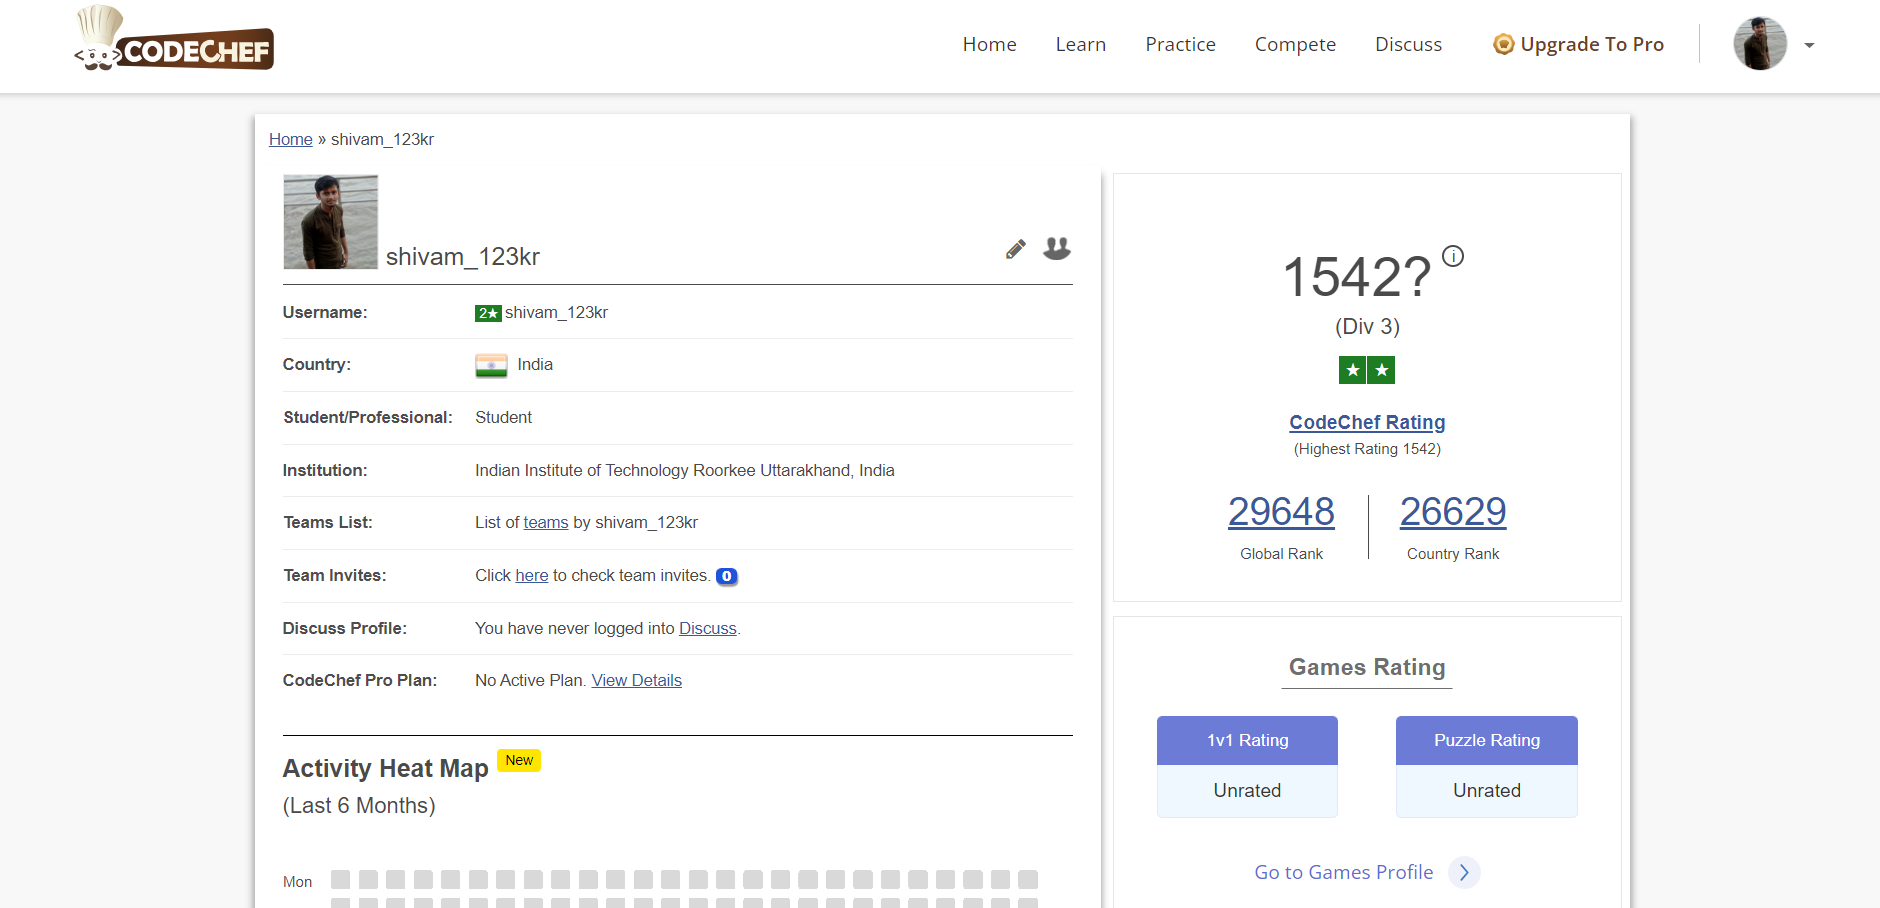 CODECHEF
Home Learn Practice Compete Discuss Upgrade To Pro
Home » shivam_123kr
shivam_123kr
Username: 2★ shivam_123kr
Country: India
Student/Professional: Student
Institution: Indian Institute of Technology Roorkee Uttarakhand, India
Teams List: List of teams by shivam_123kr
Team Invites: Click here to check team invites. 0
Discuss Profile: You have never logged into Discuss.
CodeChef Pro Plan: No Active Plan. View Details
Activity Heat Map New
(Last 6 Months)
Mon
1542? i
(Div 3)
★ ★
CodeChef Rating
(Highest Rating 1542)
29648 26629
Global Rank Country Rank
Games Rating
1v1 Rating Puzzle Rating
Unrated Unrated
Go to Games Profile